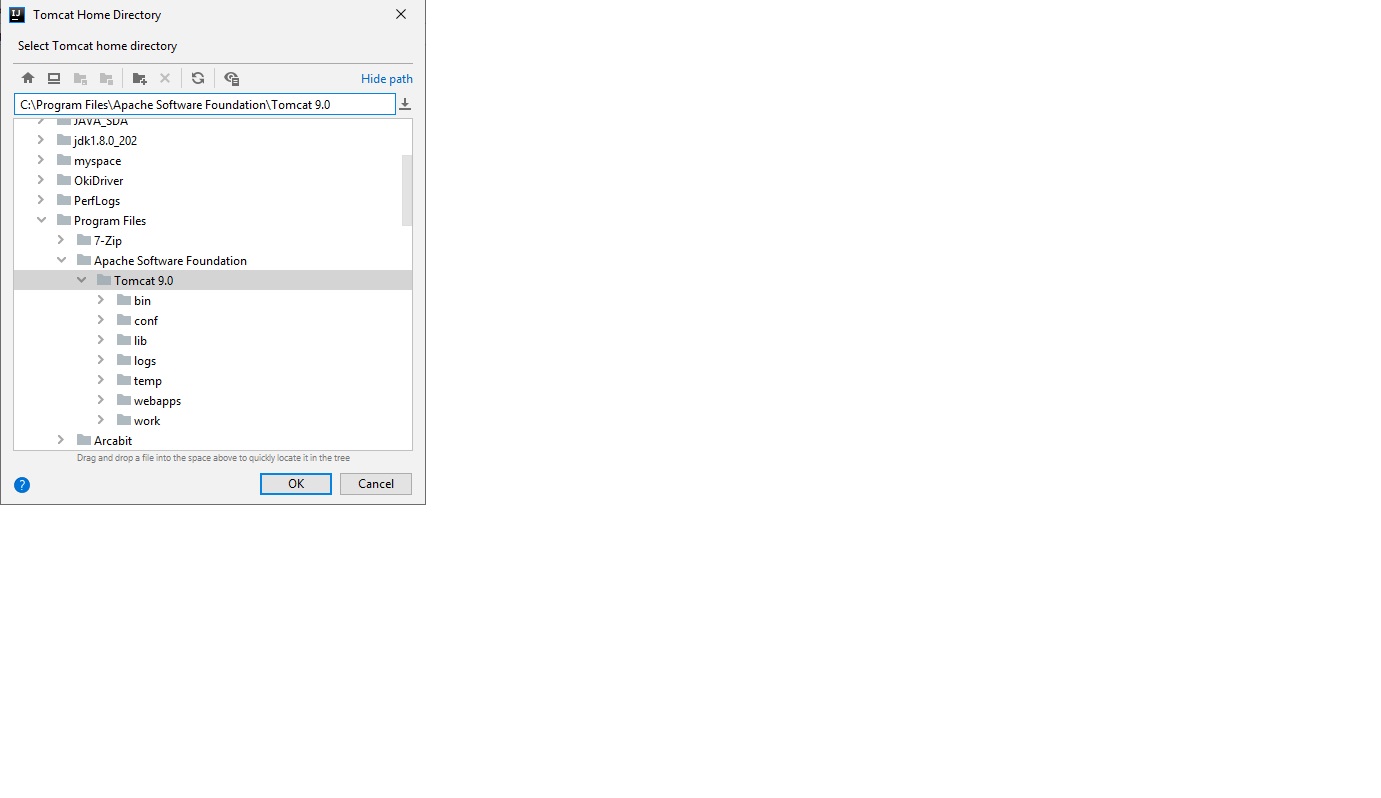 IJ
Tomcat Home Directory
Select Tomcat home directory
Hide path
C:\Program Files\Apache Software Foundation\Tomcat 9.0
JAVA_SDA
jdk1.8.0_202
myspace
OkiDriver
PerfLogs
Program Files
7-Zip
Apache Software Foundation
Tomcat 9.0
bin
conf
lib
logs
temp
webapps
work
Arcabit
Drag and drop a file into the space above to quickly locate it in the tree
? OK Cancel